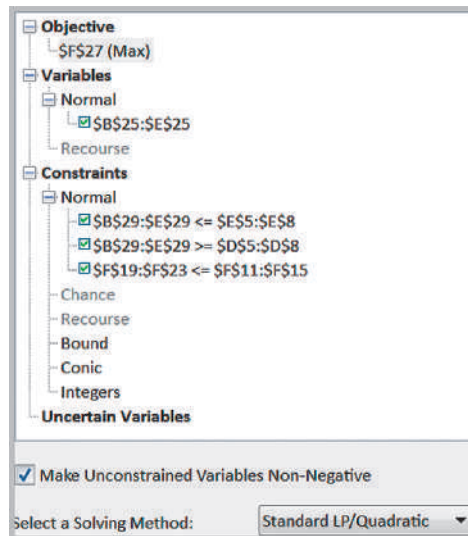 Objective
$F$27 (Max)
Variables
Normal
$B$25:$E$25
Recourse
Constraints
Normal
$B$29:$E$29 <= $E$5:$E$8
$B$29:$E$29 >= $D$5:$D$8
$F$19:$F$23 <= $F$11:$F$15
Chance
Recourse
Bound
Conic
Integers
Uncertain Variables
Make Unconstrained Variables Non-Negative
Select a Solving Method: Standard LP/Quadratic